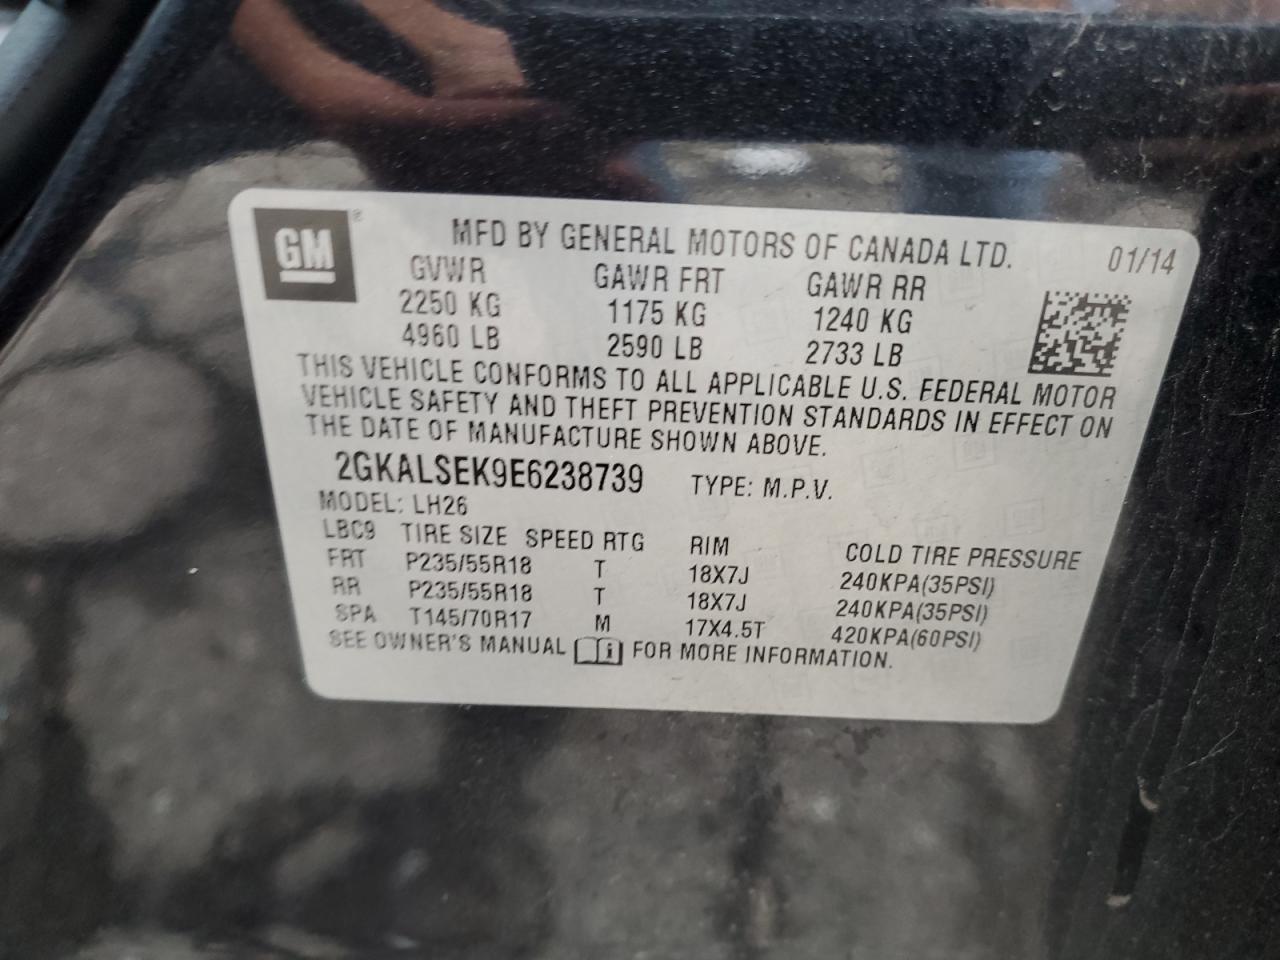 GM ®
MFD BY GENERAL MOTORS OF CANADA LTD. 01/14
GVWR GAWR FRT GAWR RR
2250 KG 1175 KG 1240 KG
4960 LB 2590 LB 2733 LB
THIS VEHICLE CONFORMS TO ALL APPLICABLE U.S. FEDERAL MOTOR
VEHICLE SAFETY AND THEFT PREVENTION STANDARDS IN EFFECT ON
THE DATE OF MANUFACTURE SHOWN ABOVE.
2GKALSEK9E6238739 TYPE: M.P.V.
MODEL: LH26
LBC9 TIRE SIZE SPEED RTG RIM COLD TIRE PRESSURE
FRT P235/55R18 T 18X7J 240KPA(35PSI)
RR P235/55R18 T 18X7J 240KPA(35PSI)
SPA T145/70R17 M 17X4.5T 420KPA(60PSI)
SEE OWNER'S MANUAL i FOR MORE INFORMATION.